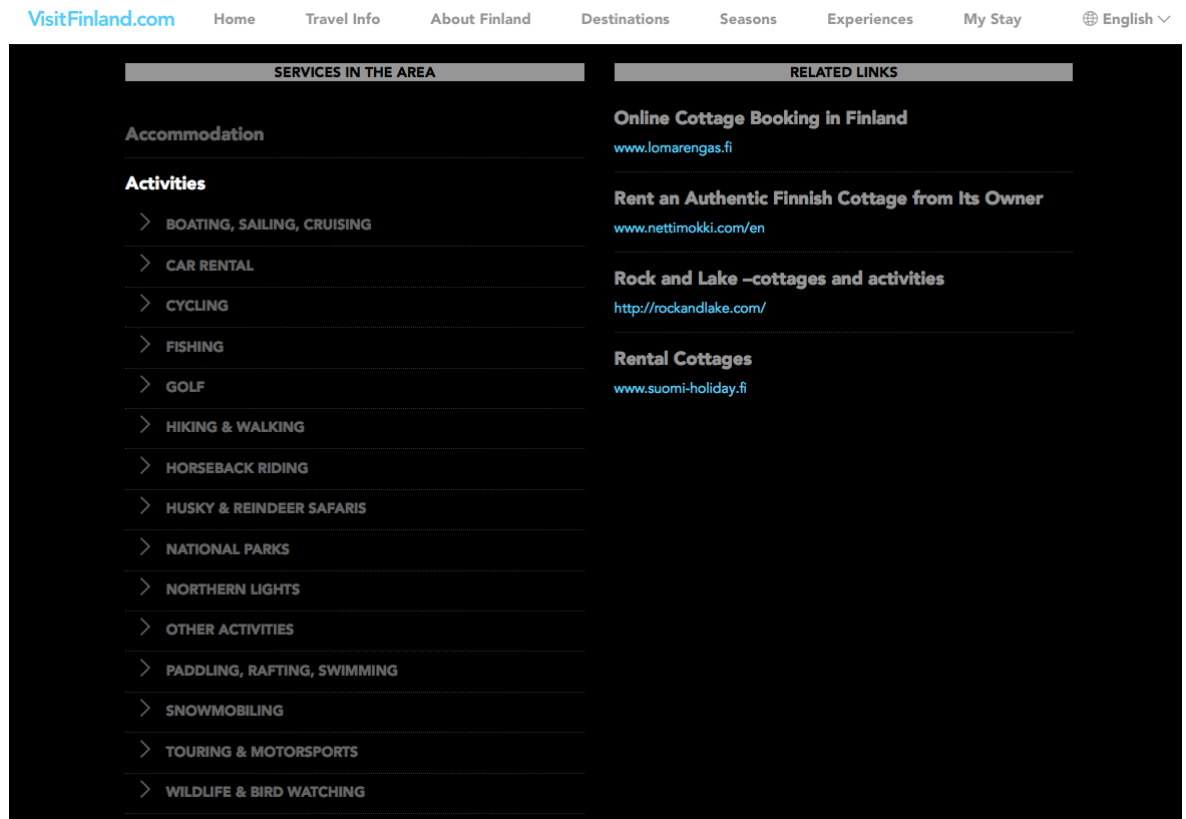 VisitFinland.com Home Travel Info About Finland Destinations Seasons Experiences My Stay English
SERVICES IN THE AREA
Accommodation
Activities
BOATING, SAILING, CRUISING
CAR RENTAL
CYCLING
FISHING
GOLF
HIKING & WALKING
HORSEBACK RIDING
HUSKY & REINDEER SAFARIS
NATIONAL PARKS
NORTHERN LIGHTS
OTHER ACTIVITIES
PADDLING, RAFTING, SWIMMING
SNOWMOBILING
TOURING & MOTORSPORTS
WILDLIFE & BIRD WATCHING
RELATED LINKS
Online Cottage Booking in Finland
www.lomarengas.fi
Rent an Authentic Finnish Cottage from Its Owner
www.nettimokki.com/en
Rock and Lake –cottages and activities
http://rockandlake.com/
Rental Cottages
www.suomi-holiday.fi